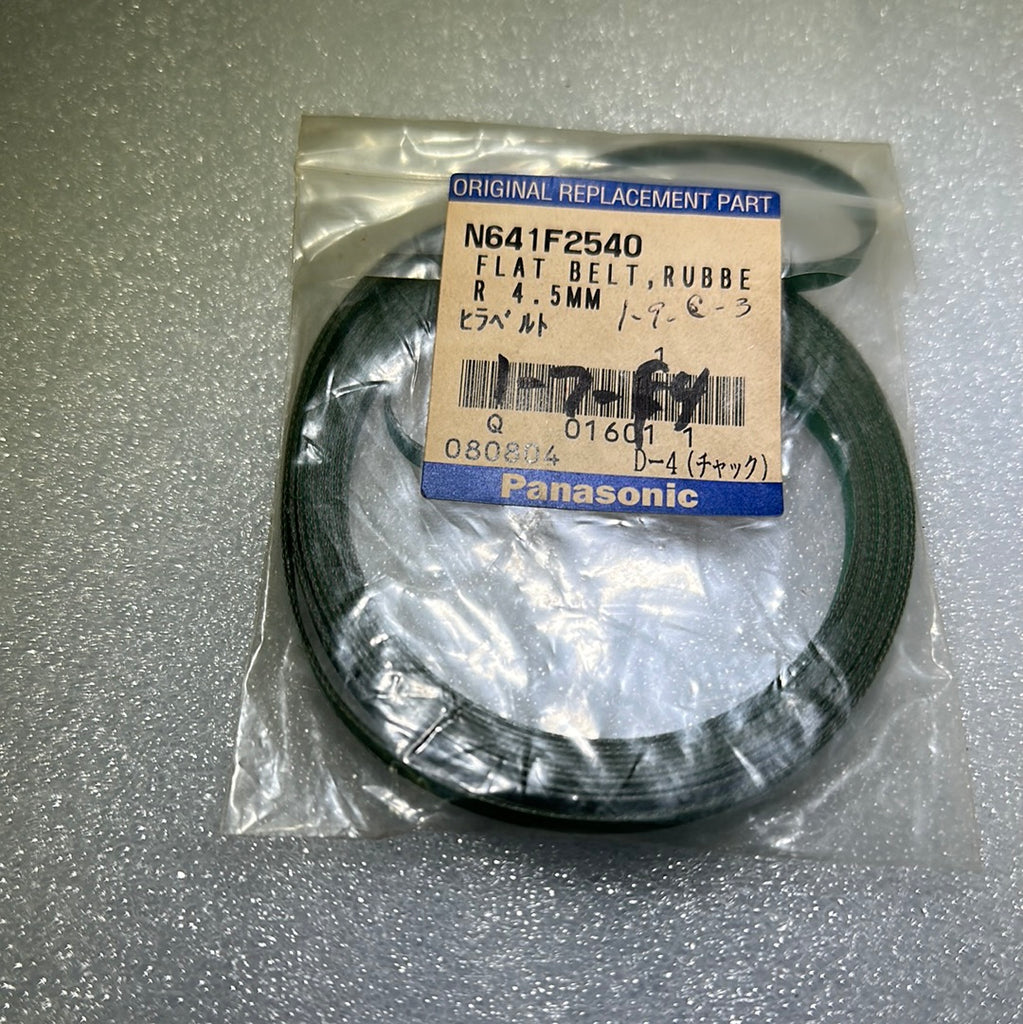 ORIGINAL REPLACEMENT PART
N641F2540
FLAT BELT,RUBBE
R 4.5MM
ヒラベルト
1-9-C-3
1
1-7-F4
Q 01601 1
080804 D-4(チャック)
Panasonic